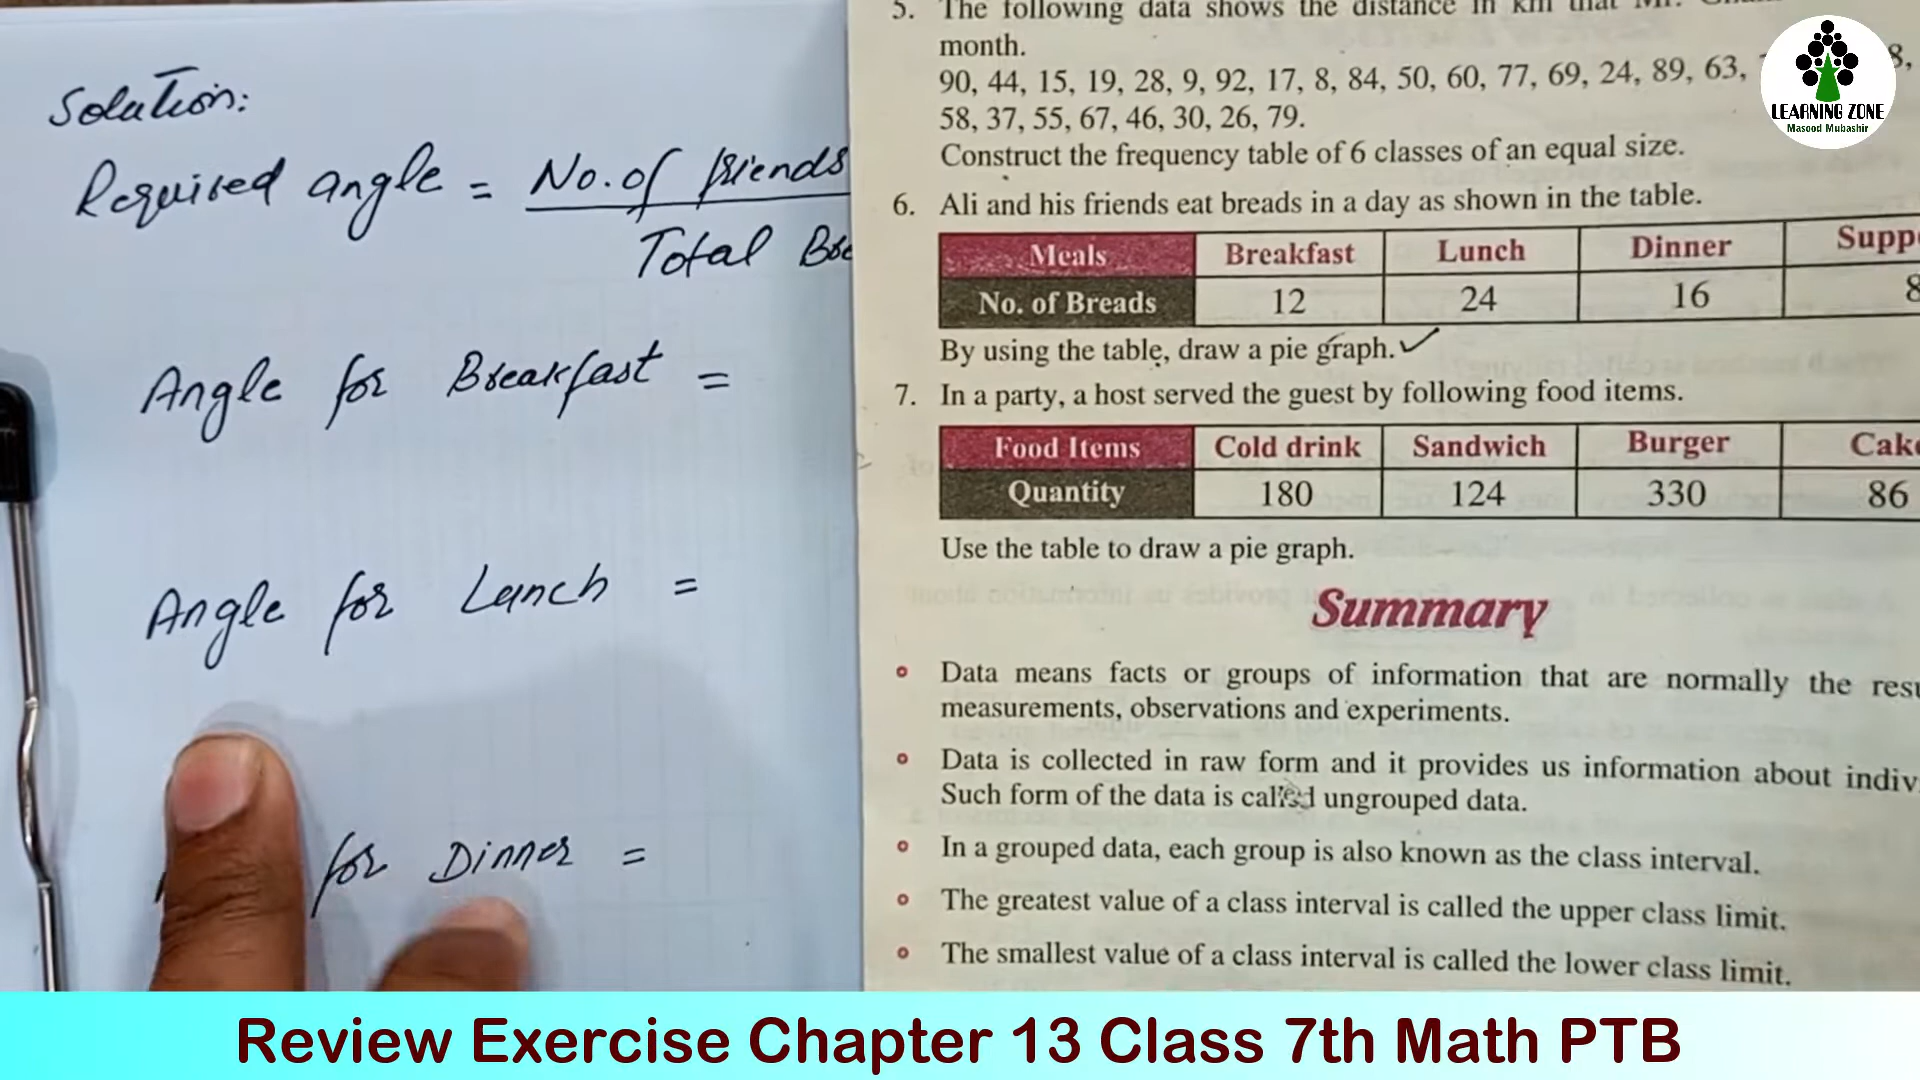 Solution:
Required angle = No. of friends
Total
Angle for Breakfast =
Angle for Lunch =
for Dinner =
5. The following data shows the distance in km that Mr.
month.
90, 44, 15, 19, 28, 9, 92, 17, 8, 84, 50, 60, 77, 69, 24, 89, 63,
58, 37, 55, 67, 46, 30, 26, 79.
Construct the frequency table of 6 classes of an equal size.
6. Ali and his friends eat breads in a day as shown in the table.
Meals Breakfast Lunch Dinner
No. of Breads 12 24 16 8
By using the table, draw a pie graph.
7. In a party, a host served the guest by following food items.
Food Items Cold drink Sandwich Burger Cake
Quantity 180 124 330 86
Use the table to draw a pie graph.
Summary
Data means facts or groups of information that are normally the
measurements, observations and experiments.
Data is collected in raw form and it provides us information about
Such form of the data is called ungrouped data.
In a grouped data, each group is also known as the class interval.
The greatest value of a class interval is called the upper class limit.
The smallest value of a class interval is called the lower class limit.
LEARNING ZONE
Masood Mubashir
Review Exercise Chapter 13 Class 7th Math PTB